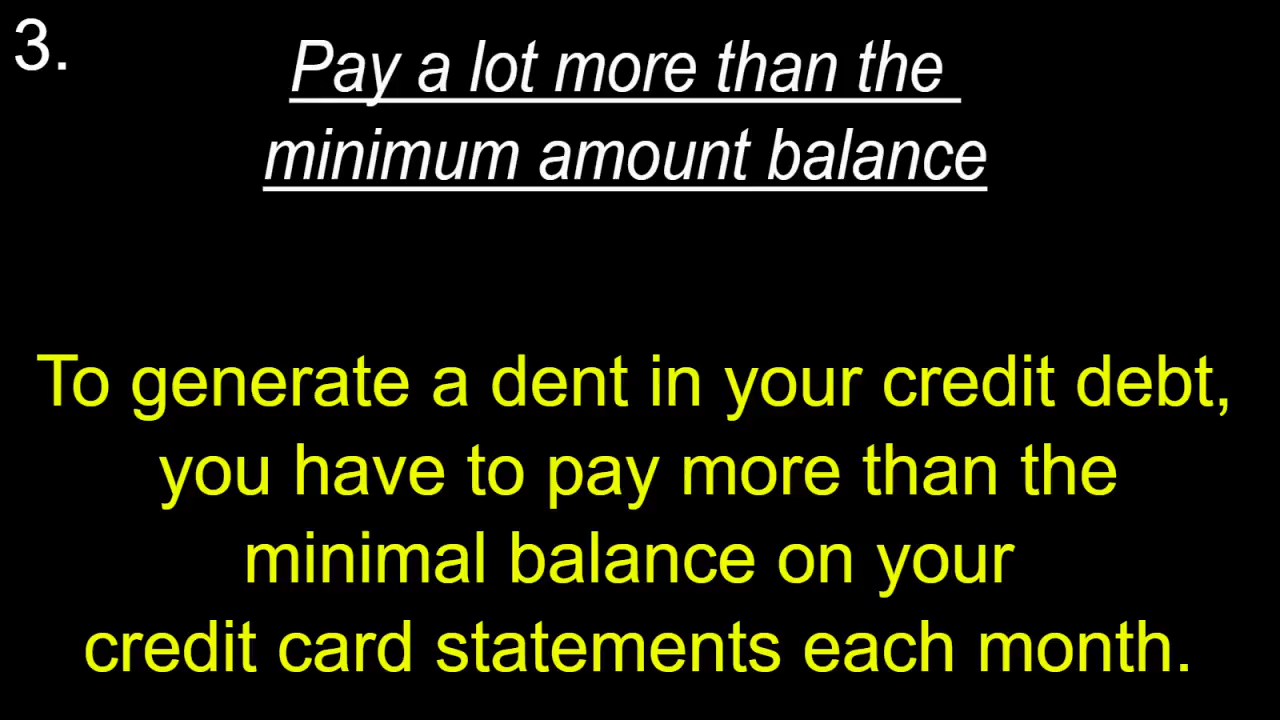 3.
Pay a lot more than the
minimum amount balance
To generate a dent in your credit debt,
you have to pay more than the
minimal balance on your
credit card statements each month.